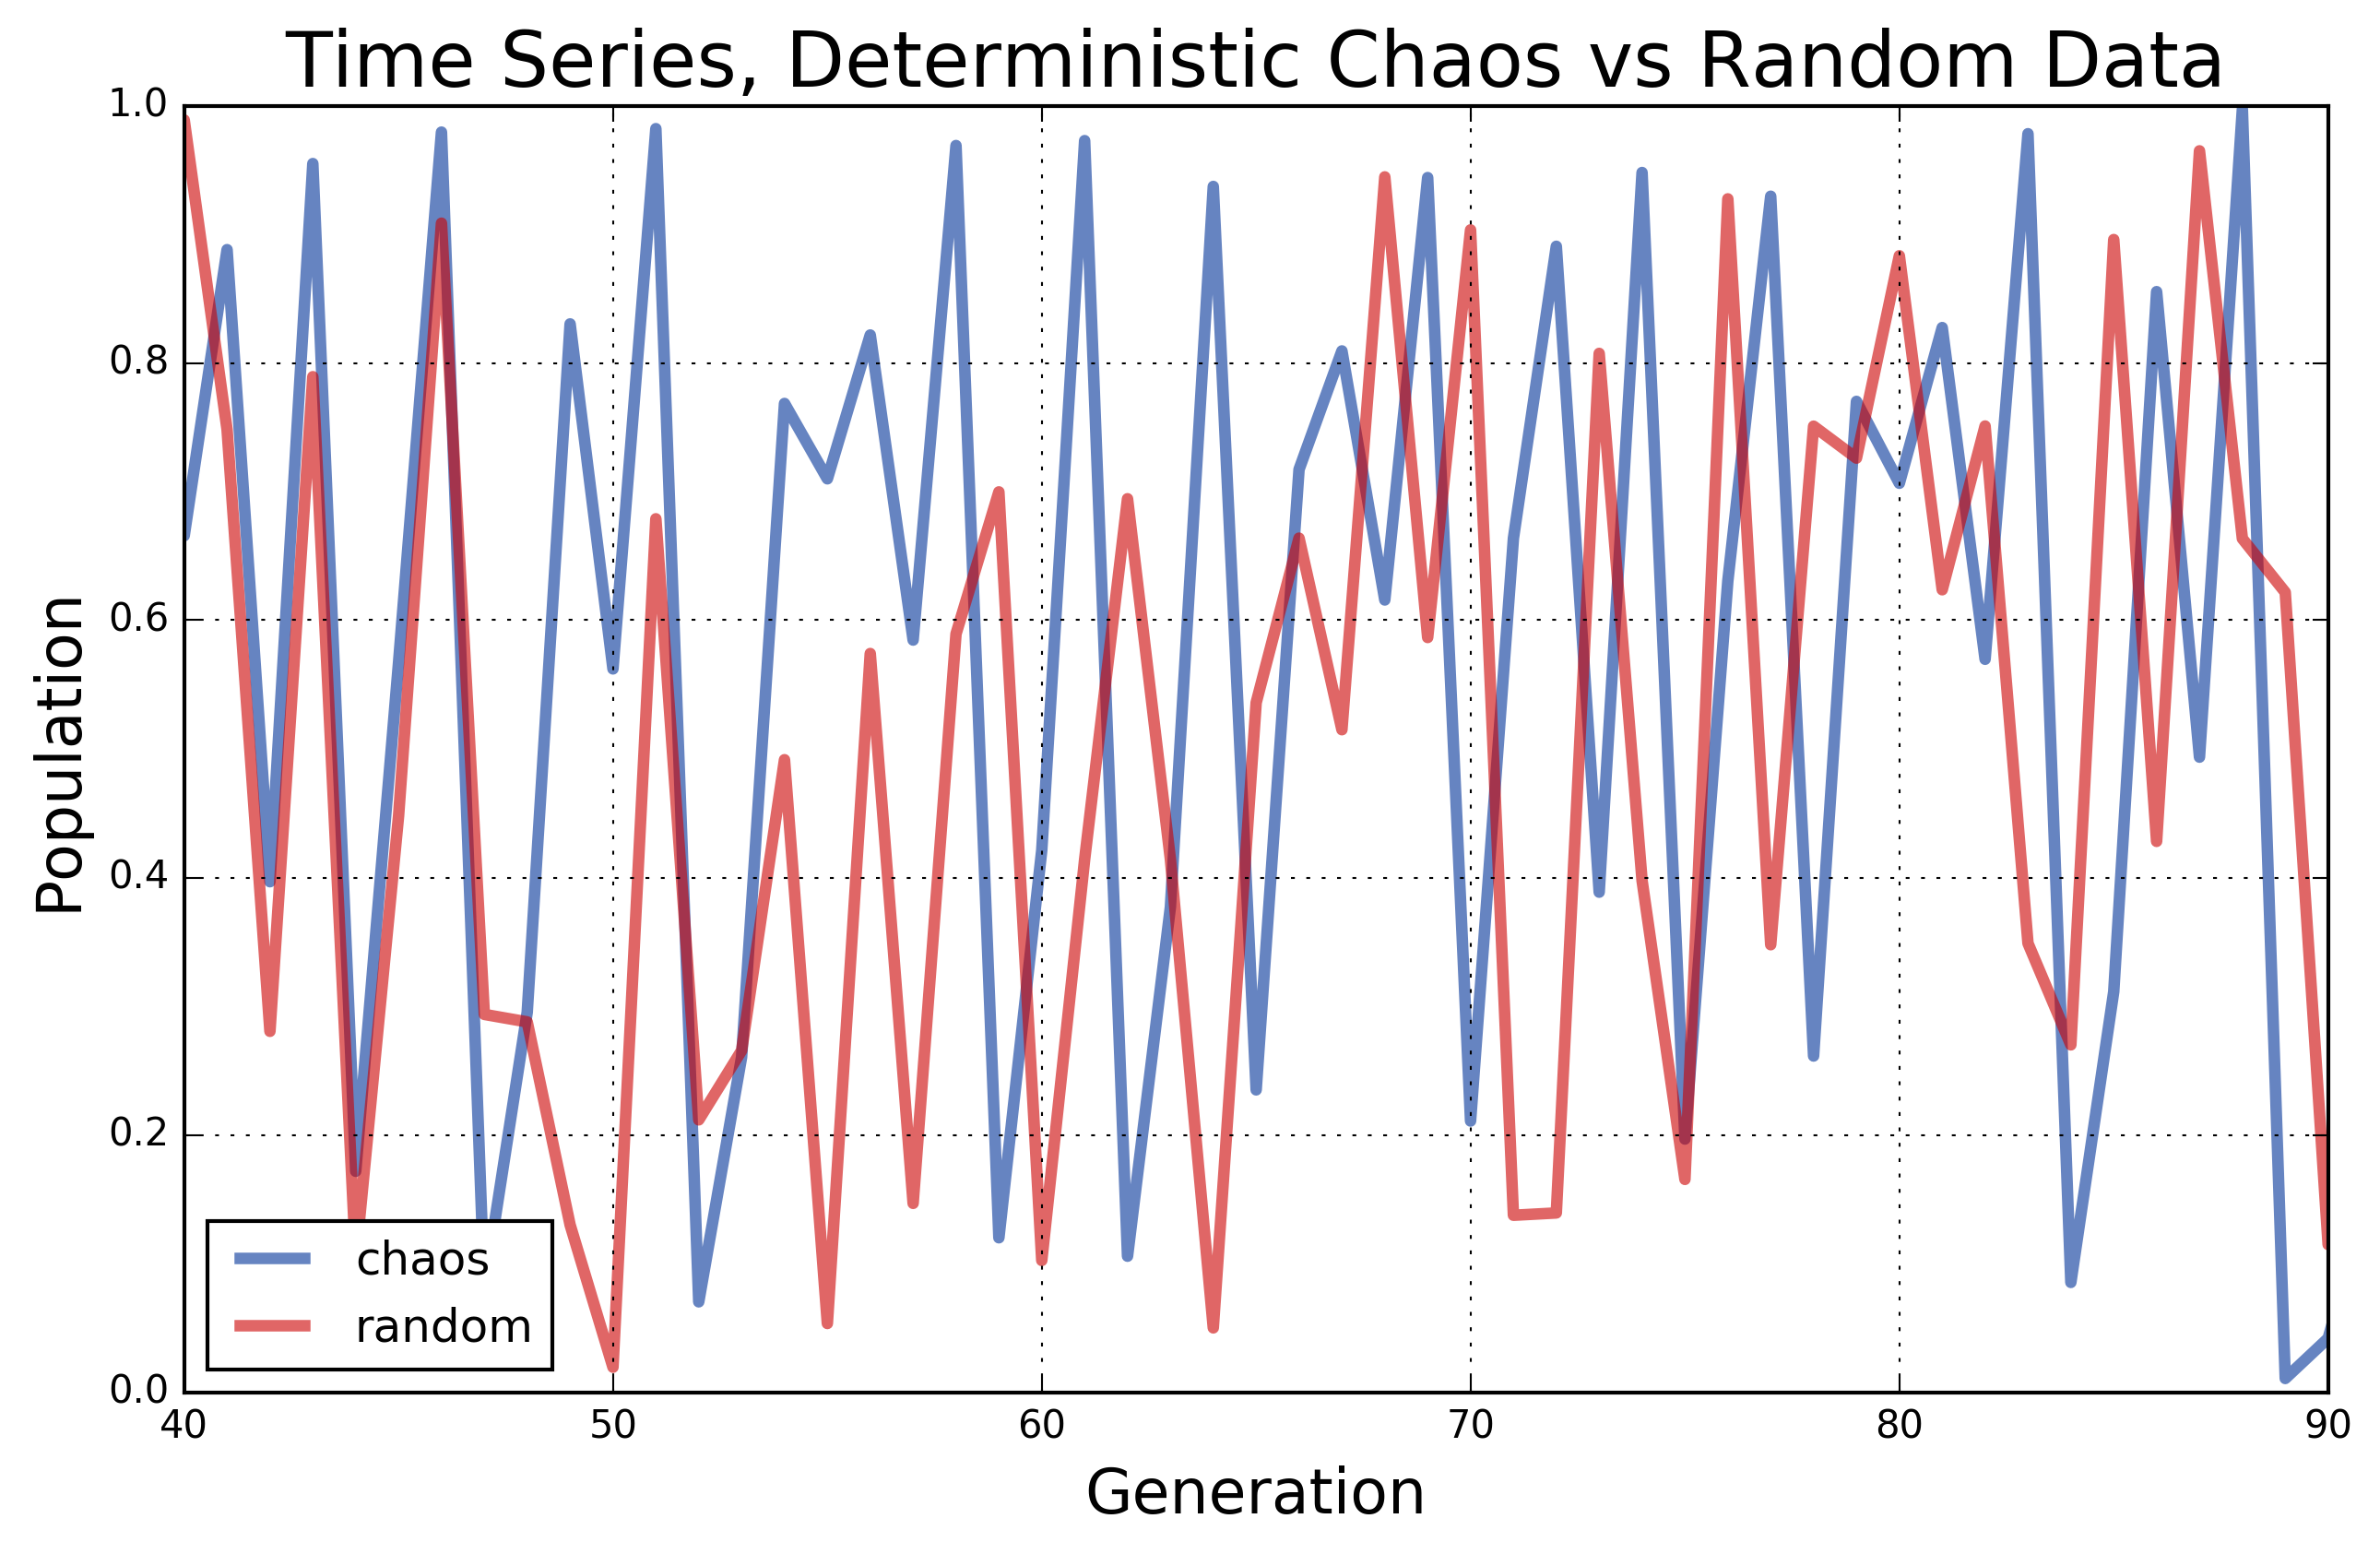 Time Series, Deterministic Chaos vs Random Data
1.0
0.8
0.6
0.4
0.2
0.0
Population
chaos
random
40 50 60 70 80 90
Generation